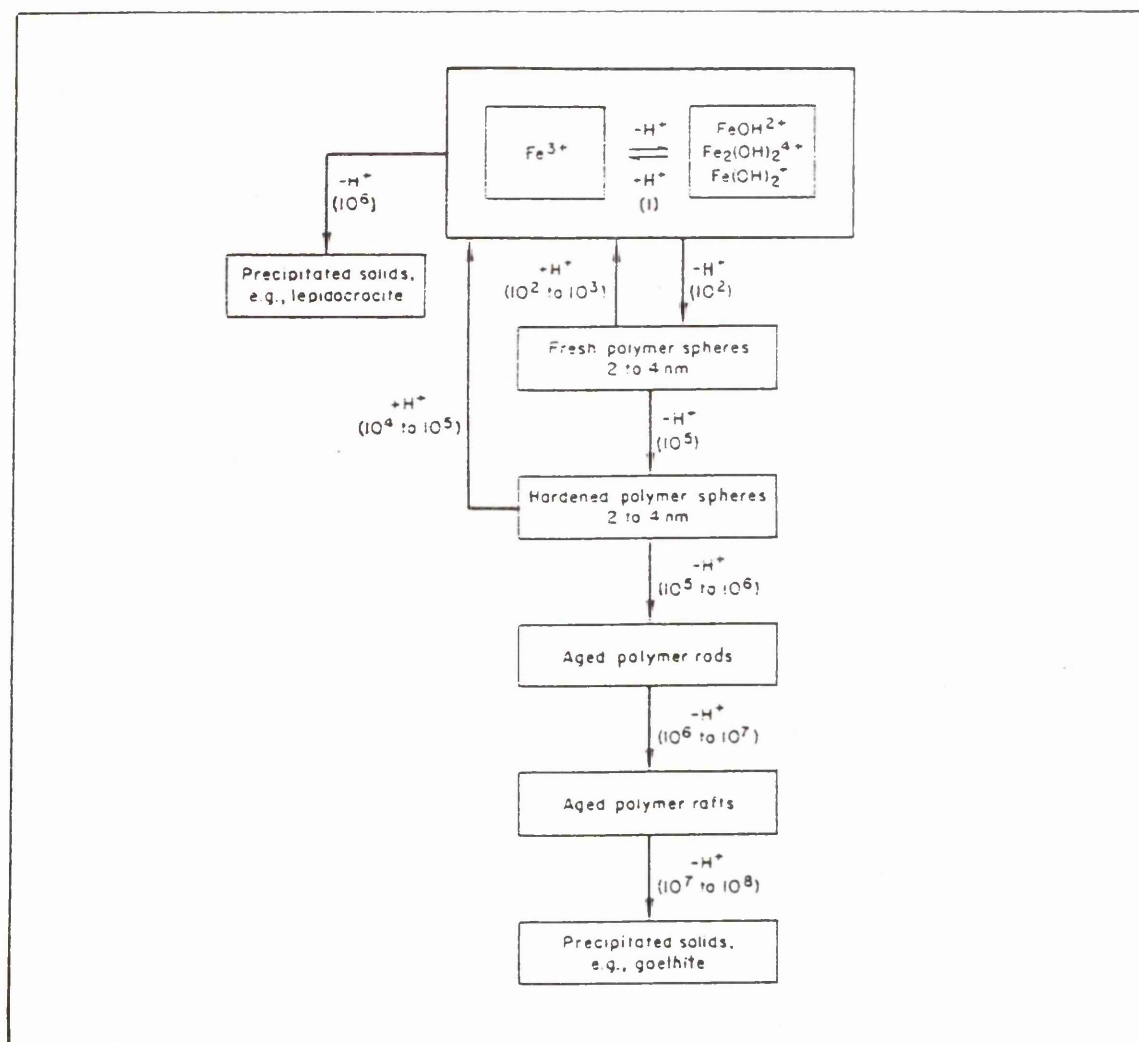 -H⁺
Fe³⁺
FeOH²⁺
Fe₂(OH)₂⁴⁺
Fe(OH)₂⁺
+H⁺
(1)
-H⁺
(10⁶)
Precipitated solids,
e.g., lepidocrocite
+H⁺
(10² to 10³)
-H⁺
(10²)
Fresh polymer spheres
2 to 4 nm
+H⁺
(10⁴ to 10⁵)
-H⁺
(10⁵)
Hardened polymer spheres
2 to 4 nm
-H⁺
(10⁵ to 10⁶)
Aged polymer rods
-H⁺
(10⁶ to 10⁷)
Aged polymer rafts
-H⁺
(10⁷ to 10⁸)
Precipitated solids,
e.g., goethite